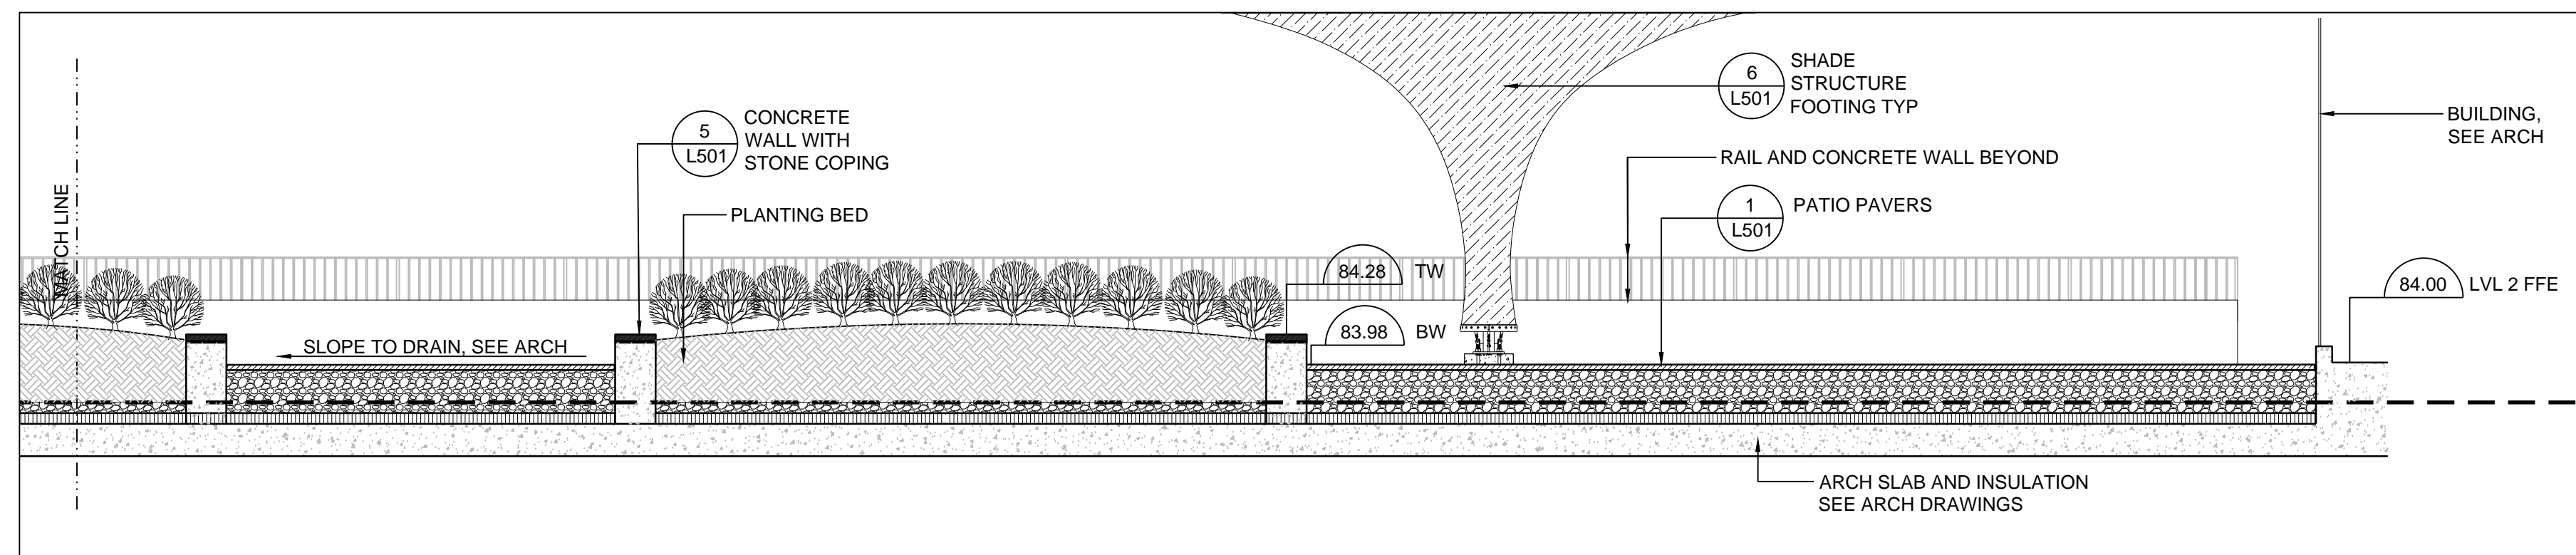 MATCH LINE
5
L501
CONCRETE
WALL WITH
STONE COPING
PLANTING BED
SLOPE TO DRAIN, SEE ARCH
6
L501
SHADE
STRUCTURE
FOOTING TYP
RAIL AND CONCRETE WALL BEYOND
1
L501
PATIO PAVERS
84.28 TW
83.98 BW
BUILDING,
SEE ARCH
84.00 LVL 2 FFE
ARCH SLAB AND INSULATION
SEE ARCH DRAWINGS